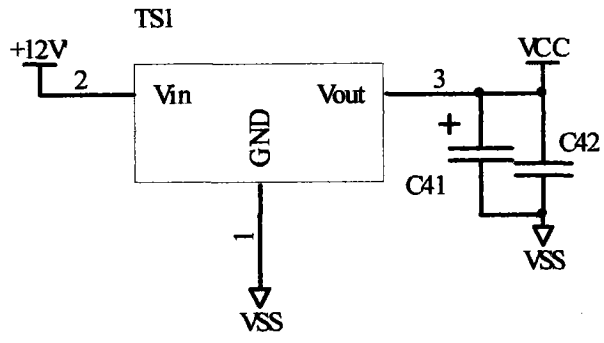 TS1
+12V
2
Vin
Vout
3
VCC
GND
+
C41
C42
1
VSS
VSS